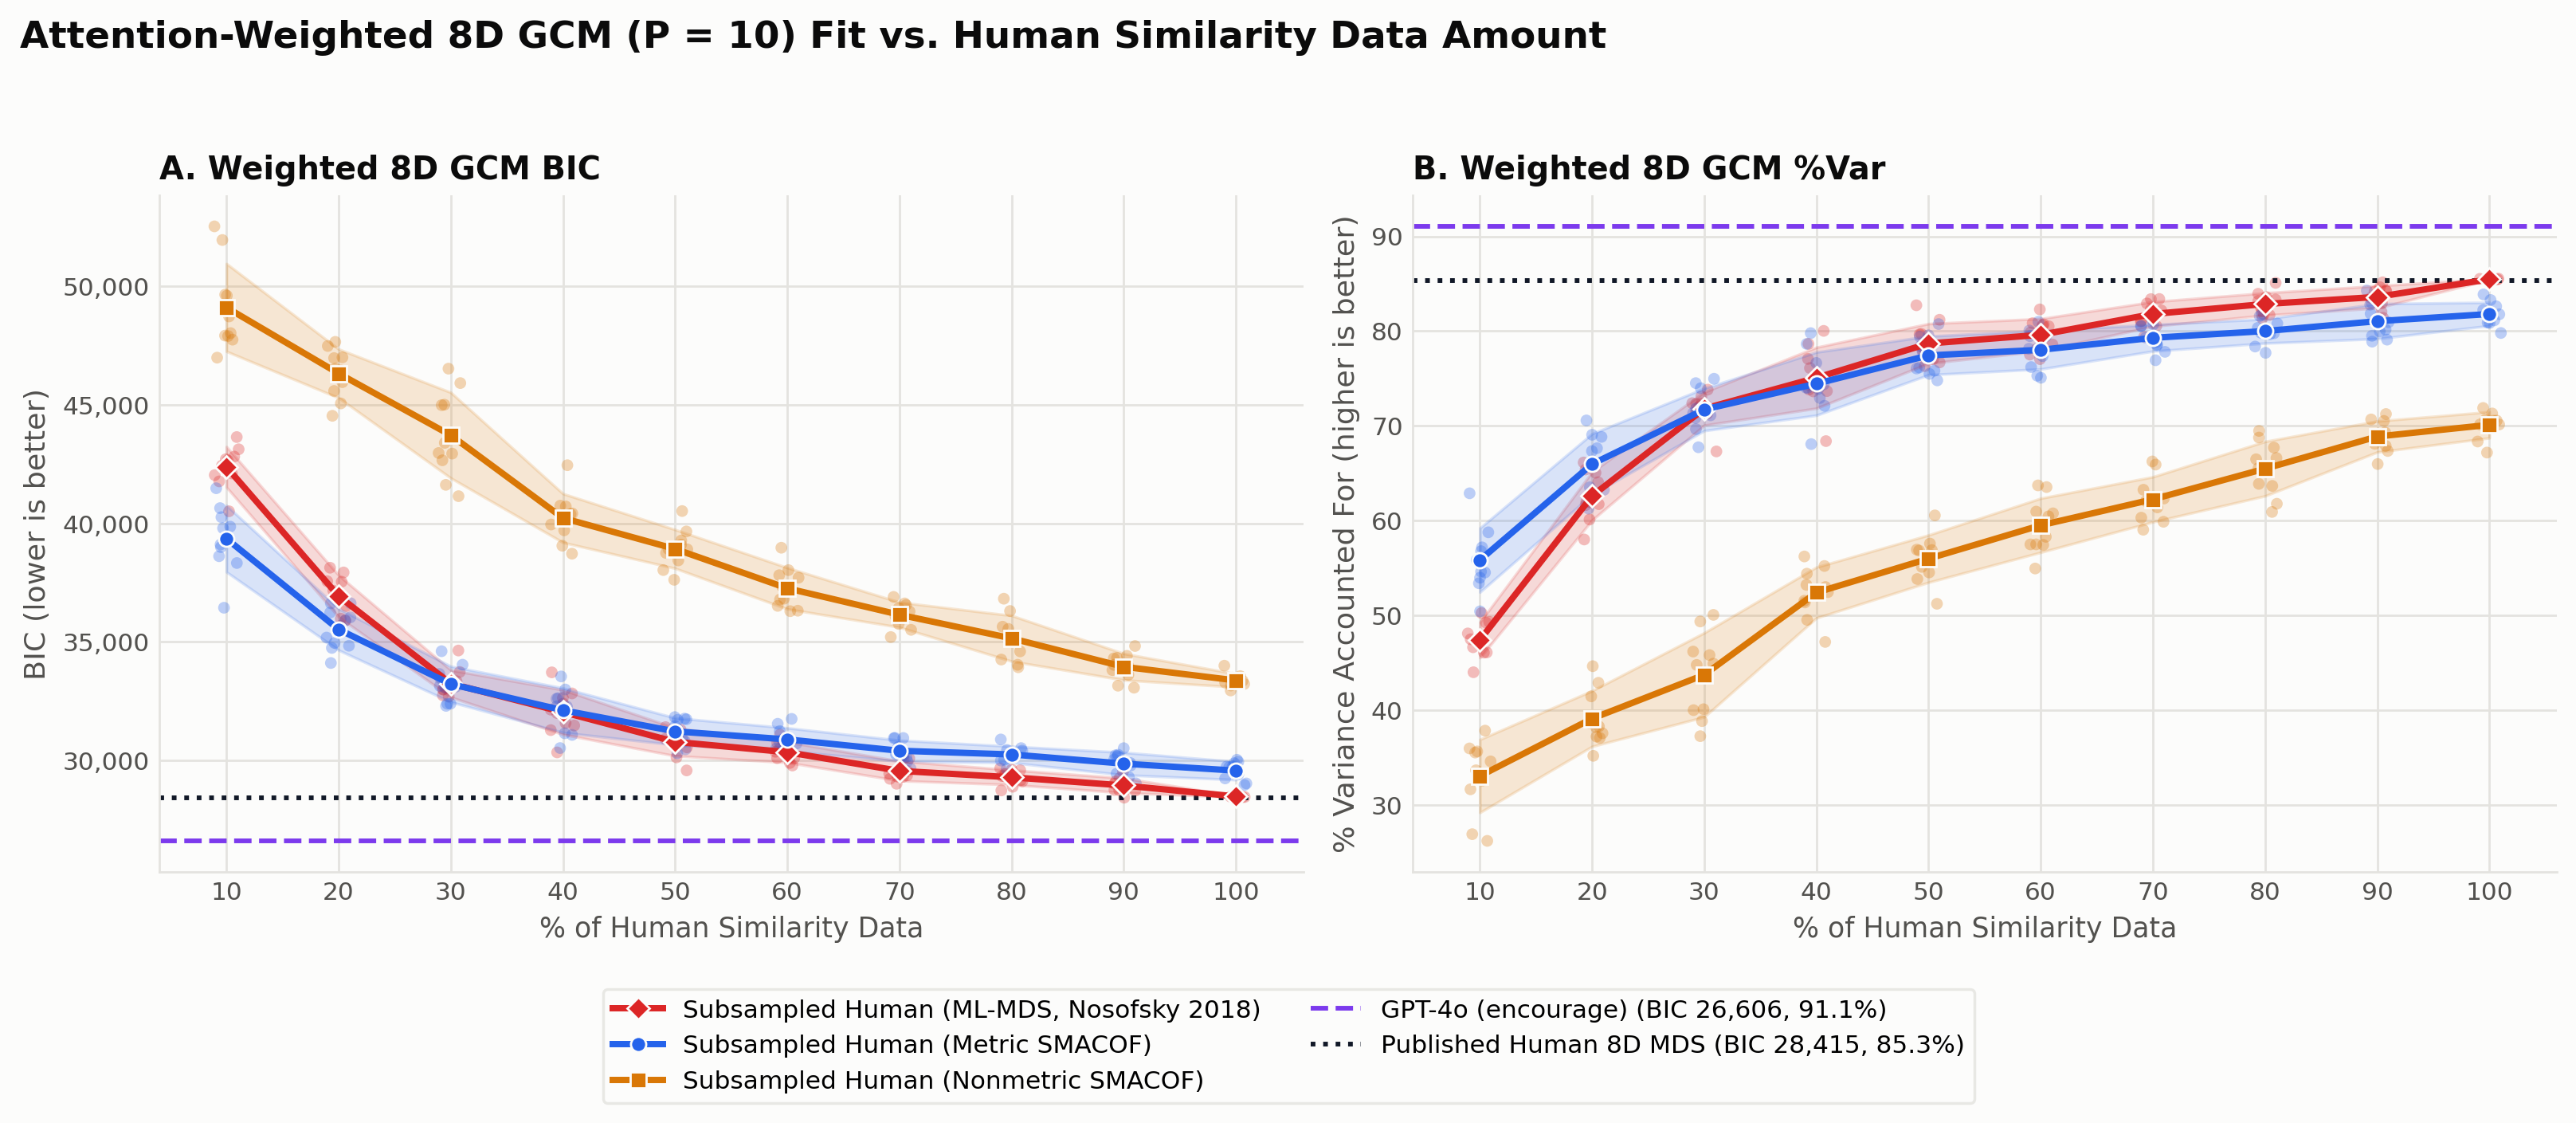 Attention-Weighted 8D GCM (P = 10) Fit vs. Human Similarity Data Amount
A. Weighted 8D GCM BIC
BIC (lower is better)
50,000
45,000
40,000
35,000
30,000
10 20 30 40 50 60 70 80 90 100
% of Human Similarity Data
B. Weighted 8D GCM %Var
% Variance Accounted For (higher is better)
90
80
70
60
50
40
30
10 20 30 40 50 60 70 80 90 100
% of Human Similarity Data
Subsampled Human (ML-MDS, Nosofsky 2018)
Subsampled Human (Metric SMACOF)
Subsampled Human (Nonmetric SMACOF)
GPT-4o (encourage) (BIC 26,606, 91.1%)
Published Human 8D MDS (BIC 28,415, 85.3%)